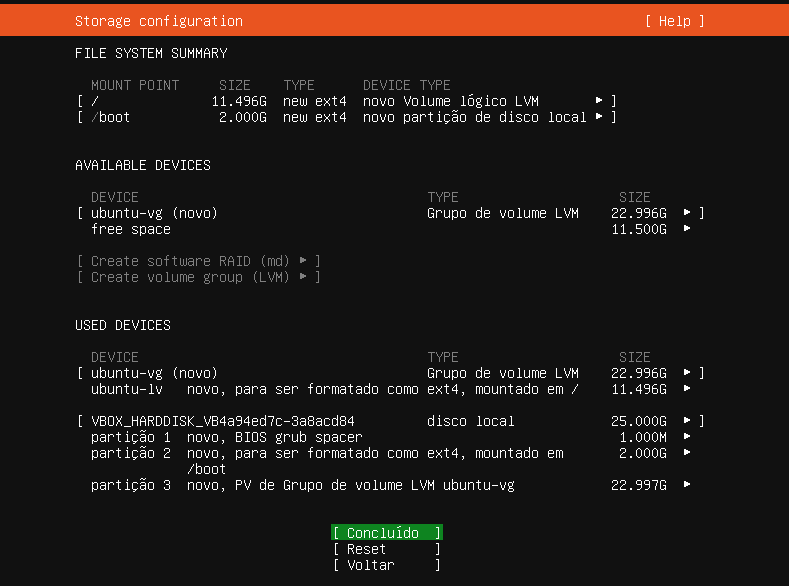 Storage configuration [ Help ]
FILE SYSTEM SUMMARY
MOUNT POINT SIZE TYPE DEVICE TYPE
[ / 11.496G new ext4 novo Volume lógico LVM ▸ ]
[ /boot 2.000G new ext4 novo partição de disco local ▸ ]
AVAILABLE DEVICES
DEVICE TYPE SIZE
[ ubuntu-vg (novo) Grupo de volume LVM 22.996G ▸ ]
free space 11.500G ▸
[ Create software RAID (md) ▸ ]
[ Create volume group (LVM) ▸ ]
USED DEVICES
DEVICE TYPE SIZE
[ ubuntu-vg (novo) Grupo de volume LVM 22.996G ▸ ]
ubuntu-lv novo, para ser formatado como ext4, mountado em / 11.496G ▸
[ VBOX_HARDDISK_VB4a94ed7c-3a8acd84 disco local 25.000G ▸ ]
partição 1 novo, BIOS grub spacer 1.000M ▸
partição 2 novo, para ser formatado como ext4, mountado em 2.000G ▸
/boot
partição 3 novo, PV de Grupo de volume LVM ubuntu-vg 22.997G ▸
[ Concluído ]
[ Reset ]
[ Voltar ]